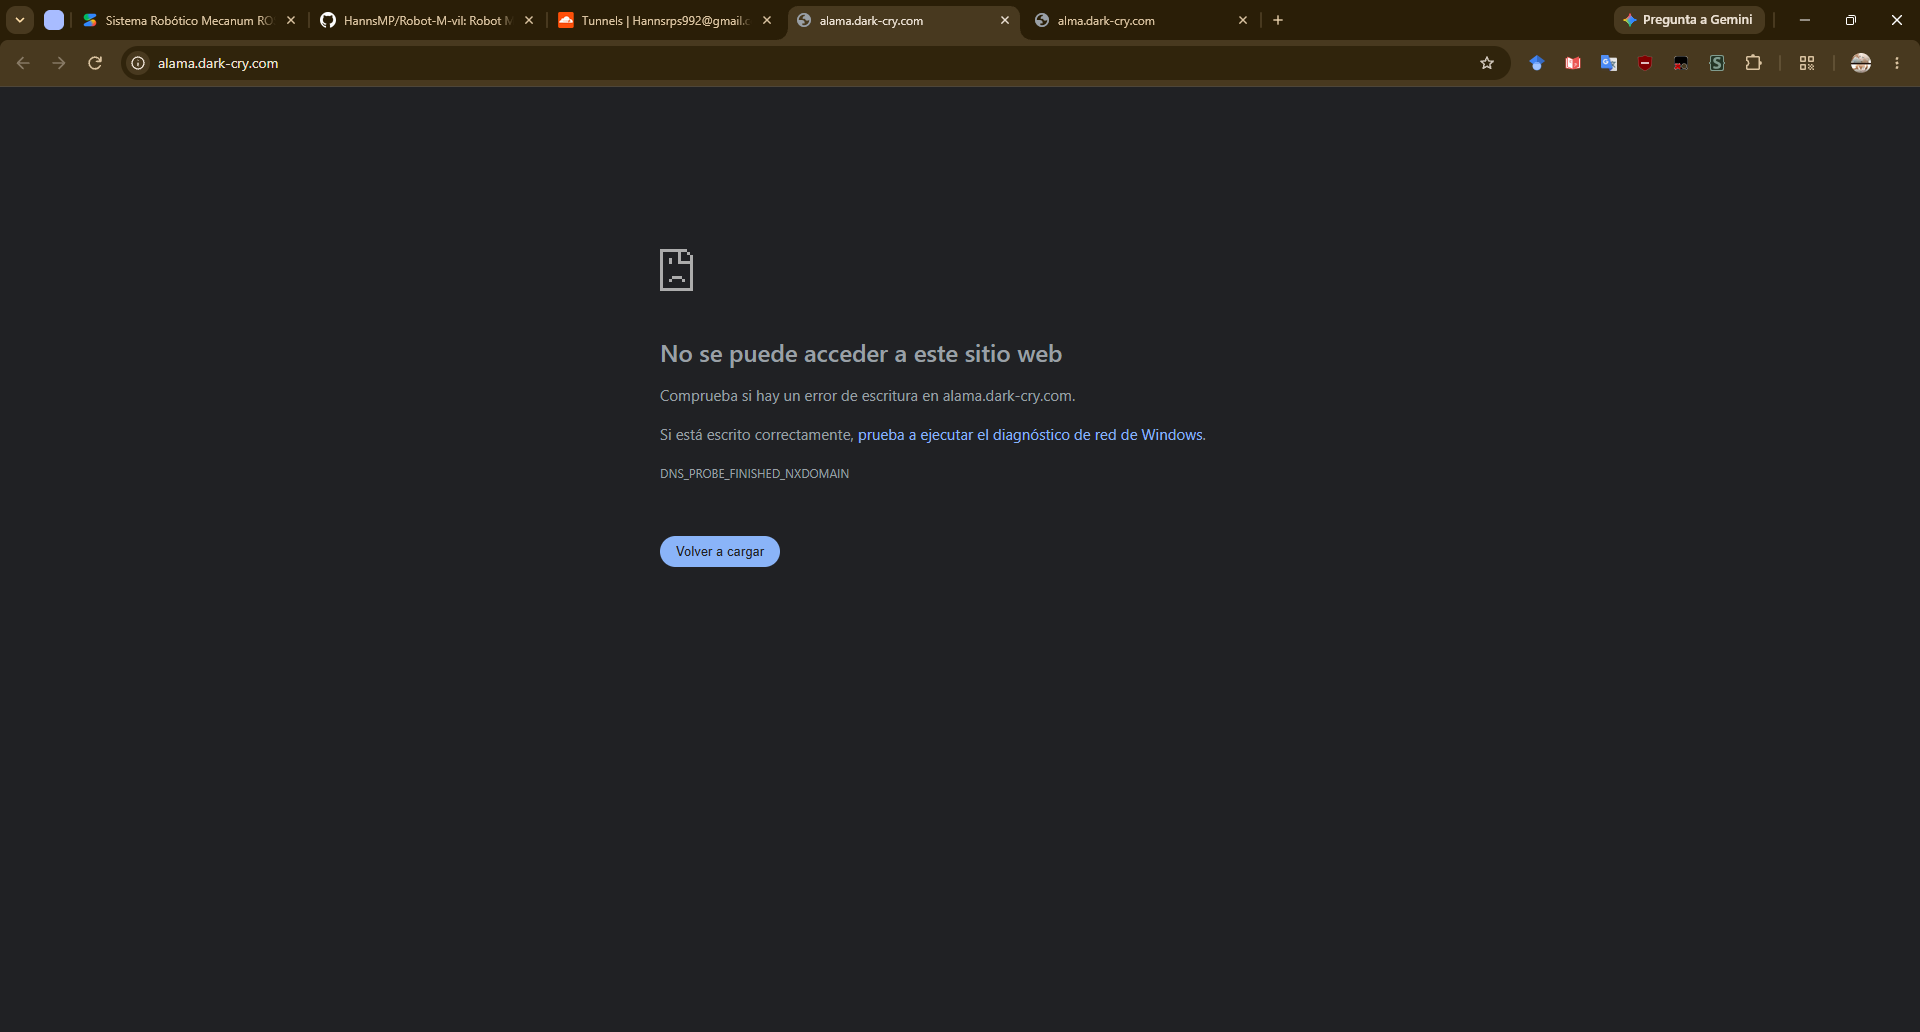 Sistema Robótico Mecanum RO
HannsMP/Robot-M-vil: Robot M
Tunnels | Hannsrps992@gmail.c
alama.dark-cry.com
alma.dark-cry.com
Pregunta a Gemini
alama.dark-cry.com
No se puede acceder a este sitio web
Comprueba si hay un error de escritura en alama.dark-cry.com.
Si está escrito correctamente, prueba a ejecutar el diagnóstico de red de Windows.
DNS_PROBE_FINISHED_NXDOMAIN
Volver a cargar